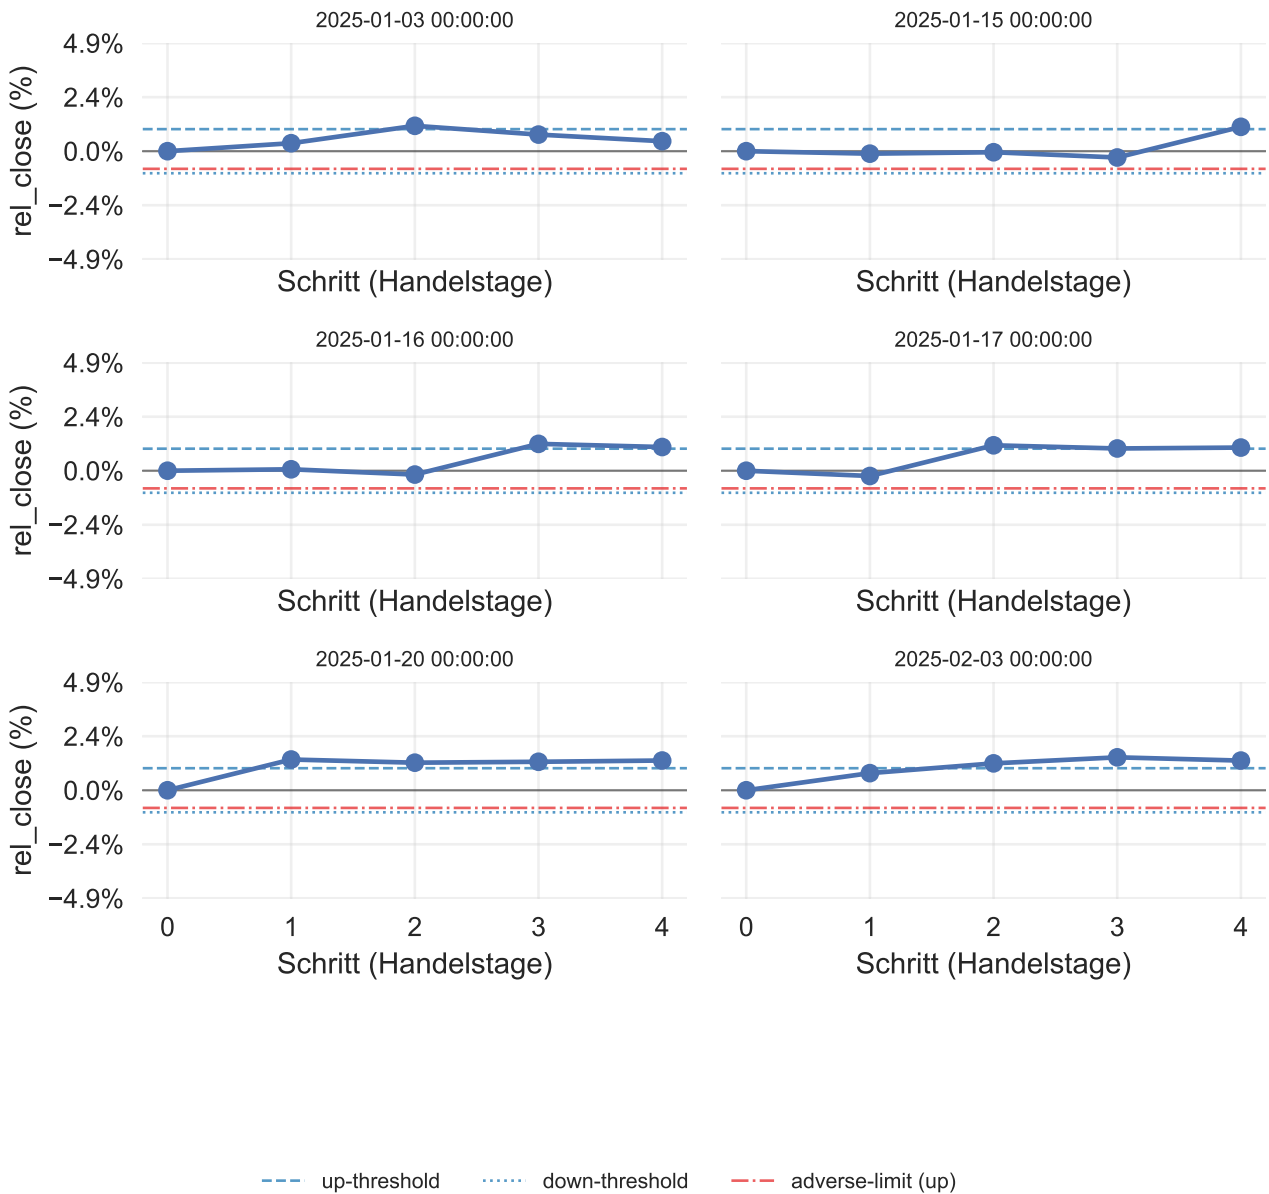 2025-01-03 00:00:00
2025-01-15 00:00:00
4.9%
2.4%
0.0%
−2.4%
−4.9%
rel_close (%)
Schritt (Handelstage)
Schritt (Handelstage)
2025-01-16 00:00:00
2025-01-17 00:00:00
4.9%
2.4%
0.0%
−2.4%
−4.9%
rel_close (%)
Schritt (Handelstage)
Schritt (Handelstage)
2025-01-20 00:00:00
2025-02-03 00:00:00
4.9%
2.4%
0.0%
−2.4%
−4.9%
rel_close (%)
0 1 2 3 4
0 1 2 3 4
Schritt (Handelstage)
Schritt (Handelstage)
up-threshold down-threshold adverse-limit (up)